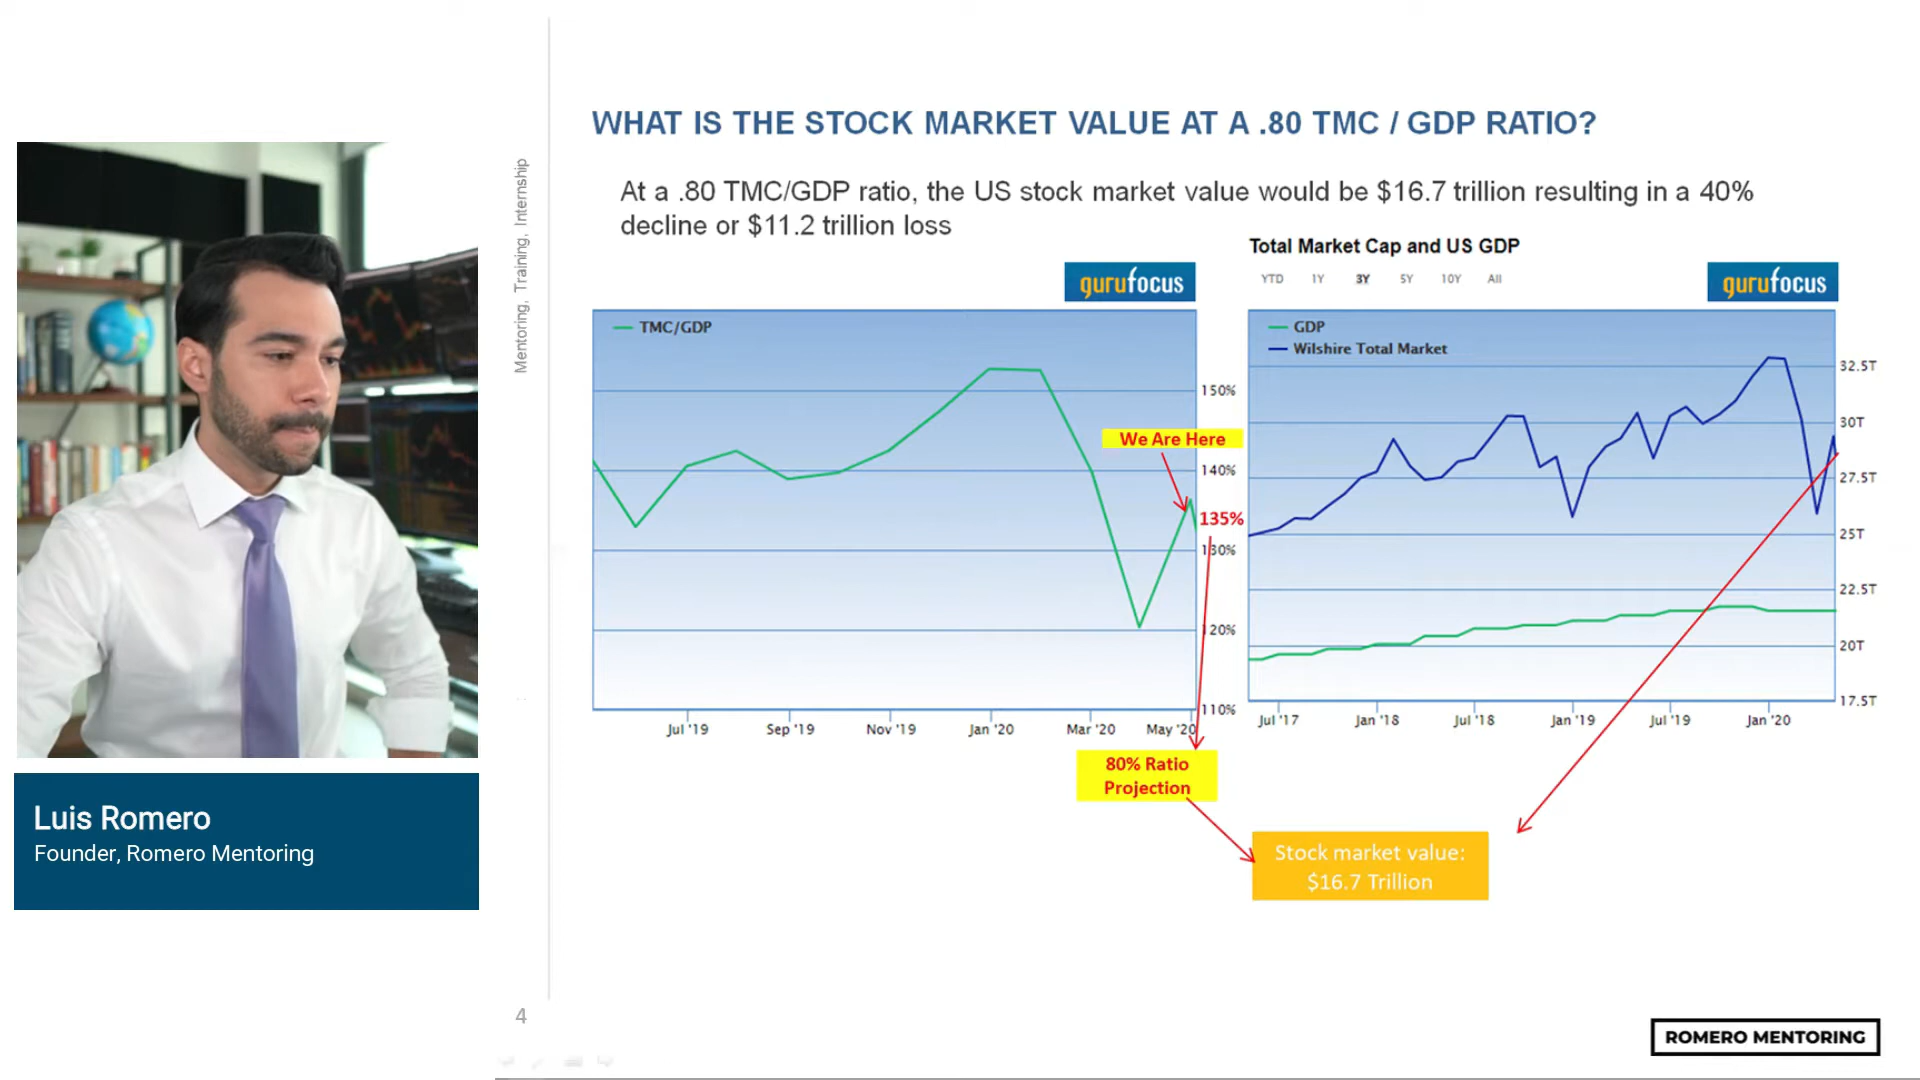 WHAT IS THE STOCK MARKET VALUE AT A .80 TMC / GDP RATIO?
At a .80 TMC/GDP ratio, the US stock market value would be $16.7 trillion resulting in a 40%
decline or $11.2 trillion loss
Mentoring, Training, Internship
gurufocus
TMC/GDP
150%
We Are Here
140%
135%
130%
120%
110%
Jul '19
Sep '19
Nov '19
Jan '20
Mar '20
May '20
80% Ratio
Projection
Total Market Cap and US GDP
YTD 1Y 3Y 5Y 10Y All
gurufocus
GDP
Wilshire Total Market
32.5T
30T
27.5T
25T
22.5T
20T
17.5T
Jul '17
Jan '18
Jul '18
Jan '19
Jul '19
Jan '20
Stock market value:
$16.7 Trillion
Luis Romero
Founder, Romero Mentoring
4
ROMERO MENTORING